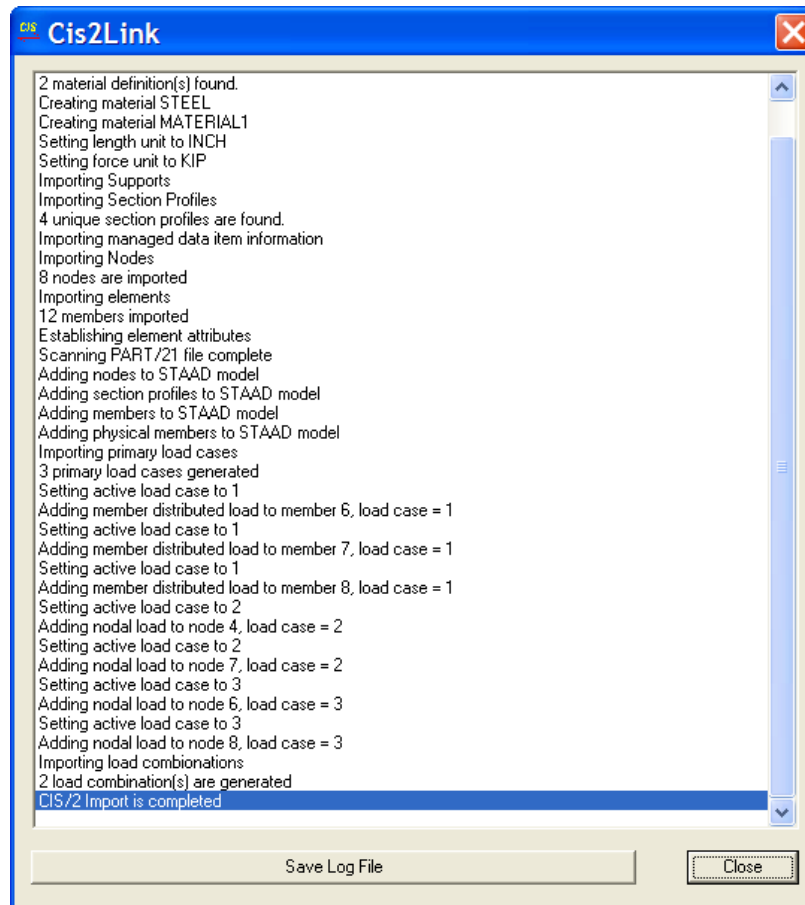 CIS
Cis2Link
2 material definition(s) found.
Creating material STEEL
Creating material MATERIAL1
Setting length unit to INCH
Setting force unit to KIP
Importing Supports
Importing Section Profiles
4 unique section profiles are found.
Importing managed data item information
Importing Nodes
8 nodes are imported
Importing elements
12 members imported
Establishing element attributes
Scanning PART/21 file complete
Adding nodes to STAAD model
Adding section profiles to STAAD model
Adding members to STAAD model
Adding physical members to STAAD model
Importing primary load cases
3 primary load cases generated
Setting active load case to 1
Adding member distributed load to member 6, load case = 1
Setting active load case to 1
Adding member distributed load to member 7, load case = 1
Setting active load case to 1
Adding member distributed load to member 8, load case = 1
Setting active load case to 2
Adding nodal load to node 4, load case = 2
Setting active load case to 2
Adding nodal load to node 7, load case = 2
Setting active load case to 3
Adding nodal load to node 6, load case = 3
Setting active load case to 3
Adding nodal load to node 8, load case = 3
Importing load combionations
2 load combination(s) are generated
CIS/2 Import is completed
Save Log File
Close